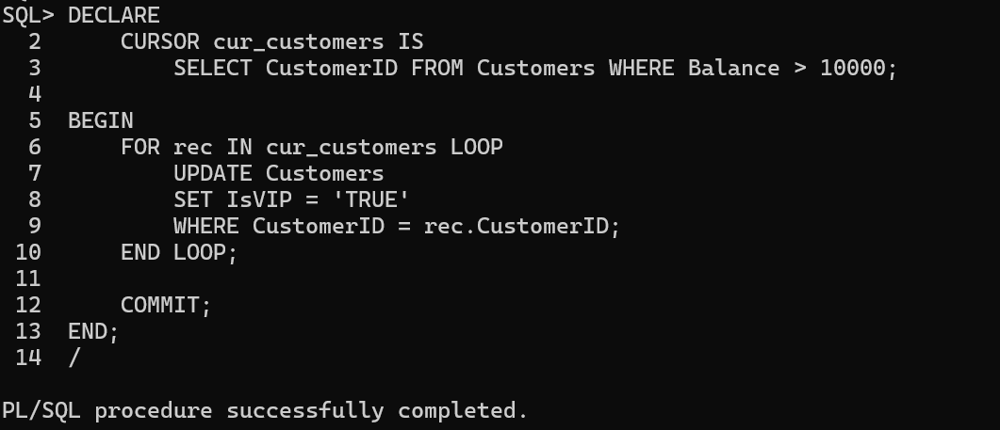 SQL> DECLARE
  2      CURSOR cur_customers IS
  3          SELECT CustomerID FROM Customers WHERE Balance > 10000;
  4
  5  BEGIN
  6      FOR rec IN cur_customers LOOP
  7          UPDATE Customers
  8          SET IsVIP = 'TRUE'
  9          WHERE CustomerID = rec.CustomerID;
 10      END LOOP;
 11
 12      COMMIT;
 13  END;
 14  /
PL/SQL procedure successfully completed.